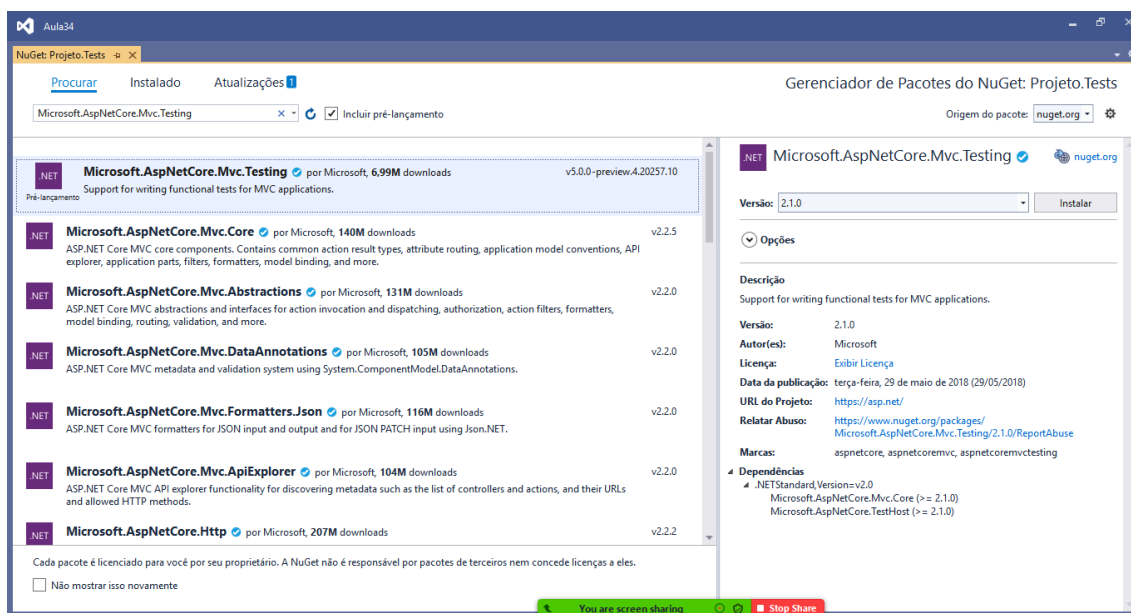 Aula34
NuGet: Projeto.Tests
Procurar Instalado Atualizações 1
Gerenciador de Pacotes do NuGet: Projeto.Tests
Microsoft.AspNetCore.Mvc.Testing
Incluir pré-lançamento
Origem do pacote: nuget.org
.NET
Pré-lançamento
Microsoft.AspNetCore.Mvc.Testing por Microsoft, 6,99M downloads v5.0.0-preview.4.20257.10
Support for writing functional tests for MVC applications.
.NET
Microsoft.AspNetCore.Mvc.Core por Microsoft, 140M downloads v2.2.5
ASP.NET Core MVC core components. Contains common action result types, attribute routing, application model conventions, API
explorer, application parts, filters, formatters, model binding, and more.
.NET
Microsoft.AspNetCore.Mvc.Abstractions por Microsoft, 131M downloads v2.2.0
ASP.NET Core MVC abstractions and interfaces for action invocation and dispatching, authorization, action filters, formatters,
model binding, routing, validation, and more.
.NET
Microsoft.AspNetCore.Mvc.DataAnnotations por Microsoft, 105M downloads v2.2.0
ASP.NET Core MVC metadata and validation system using System.ComponentModel.DataAnnotations.
.NET
Microsoft.AspNetCore.Mvc.Formatters.Json por Microsoft, 116M downloads v2.2.0
ASP.NET Core MVC formatters for JSON input and output and for JSON PATCH input using Json.NET.
.NET
Microsoft.AspNetCore.Mvc.ApiExplorer por Microsoft, 104M downloads v2.2.0
ASP.NET Core MVC API explorer functionality for discovering metadata such as the list of controllers and actions, and their URLs
and allowed HTTP methods.
.NET
Microsoft.AspNetCore.Http por Microsoft, 207M downloads v2.2.2
Cada pacote é licenciado para você por seu proprietário. A NuGet não é responsável por pacotes de terceiros nem concede licenças a eles.
Não mostrar isso novamente
.NET
Microsoft.AspNetCore.Mvc.Testing nuget.org
Versão: 2.1.0 Instalar
Opções
Descrição
Support for writing functional tests for MVC applications.
Versão: 2.1.0
Autor(es): Microsoft
Licença: Exibir Licença
Data da publicação: terça-feira, 29 de maio de 2018 (29/05/2018)
URL do Projeto: https://asp.net/
Relatar Abuso: https://www.nuget.org/packages/
Microsoft.AspNetCore.Mvc.Testing/2.1.0/ReportAbuse
Marcas: aspnetcore, aspnetcoremvc, aspnetcoremvctesting
Dependências
.NETStandard,Version=v2.0
Microsoft.AspNetCore.Mvc.Core (>= 2.1.0)
Microsoft.AspNetCore.TestHost (>= 2.1.0)
You are screen sharing Stop Share